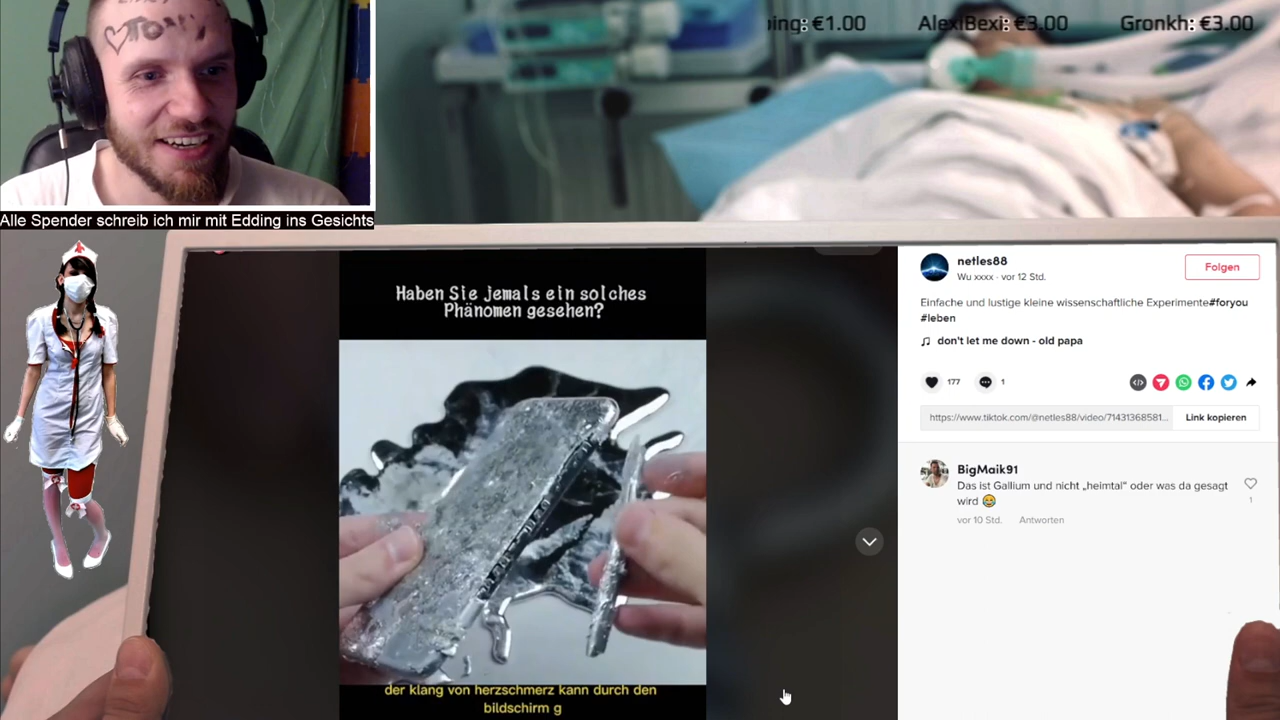 ing: €1.00
AlexiBexi: €3.00
Gronkh: €3.00
TOM
Alle Spender schreib ich mir mit Edding ins Gesichts
Haben Sie jemals ein solches
Phänomen gesehen?
der klang von herzschmerz kann durch den
bildschirm g
netles88
Wu xxxx · vor 12 Std.
Folgen
Einfache und lustige kleine wissenschaftliche Experimente#foryou
#leben
don't let me down - old papa
177
1
https://www.tiktok.com/@netles88/video/71431368581...
Link kopieren
BigMaik91
Das ist Gallium und nicht „heimtal" oder was da gesagt
wird 😂
1
vor 10 Std.
Antworten